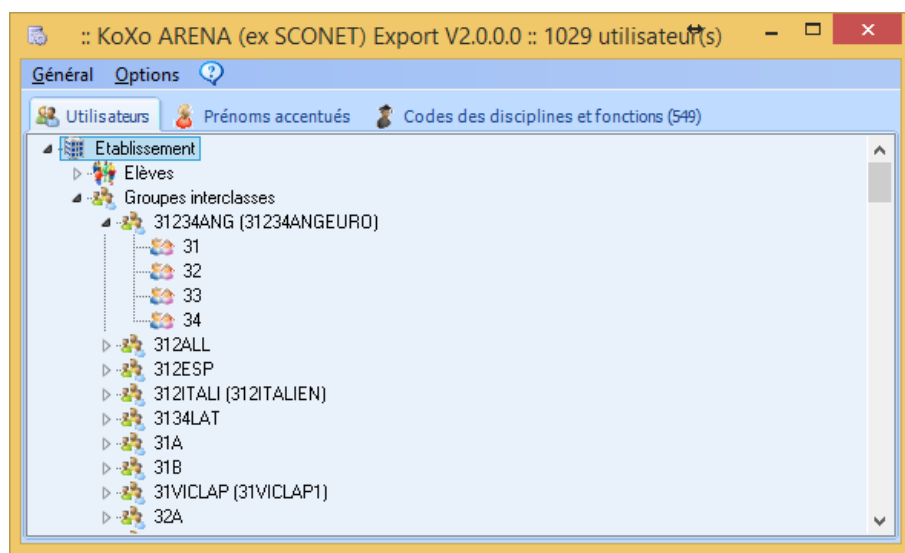 :: KoXo ARENA (ex SCONET) Export V2.0.0.0 :: 1029 utilisateur(s)
Général Options
Utilisateurs Prénoms accentués Codes des disciplines et fonctions (549)
Etablissement
Elèves
Groupes interclasses
31234ANG (31234ANGEURO)
31
32
33
34
312ALL
312ESP
312ITALI (312ITALIEN)
3134LAT
31A
31B
31VICLAP (31VICLAP1)
32A